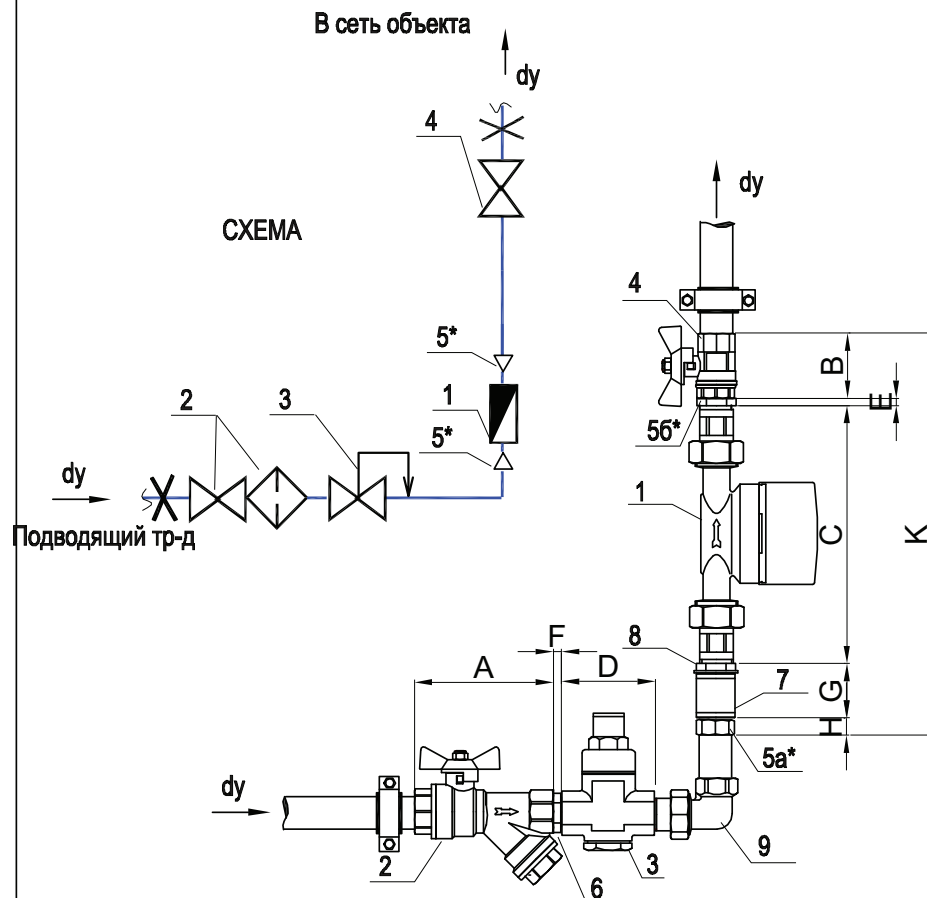 В сеть объекта
dy
4
СХЕМА
5*
2
3
1
5*
dy
Подводящий тр-д
dy
4
B
E
5б*
1
C
K
8
F
A
D
7
G
H
5а*
dy
2
6
3
9